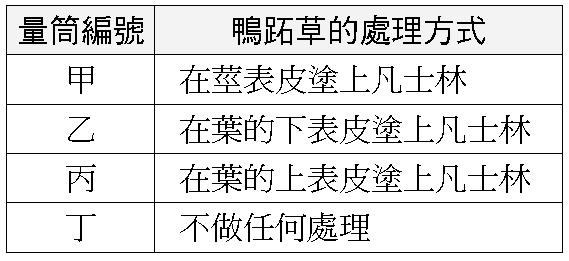 量筒編號 鴨跖草的處理方式
甲 在莖表皮塗上凡士林
乙 在葉的下表皮塗上凡士林
丙 在葉的上表皮塗上凡士林
丁 不做任何處理